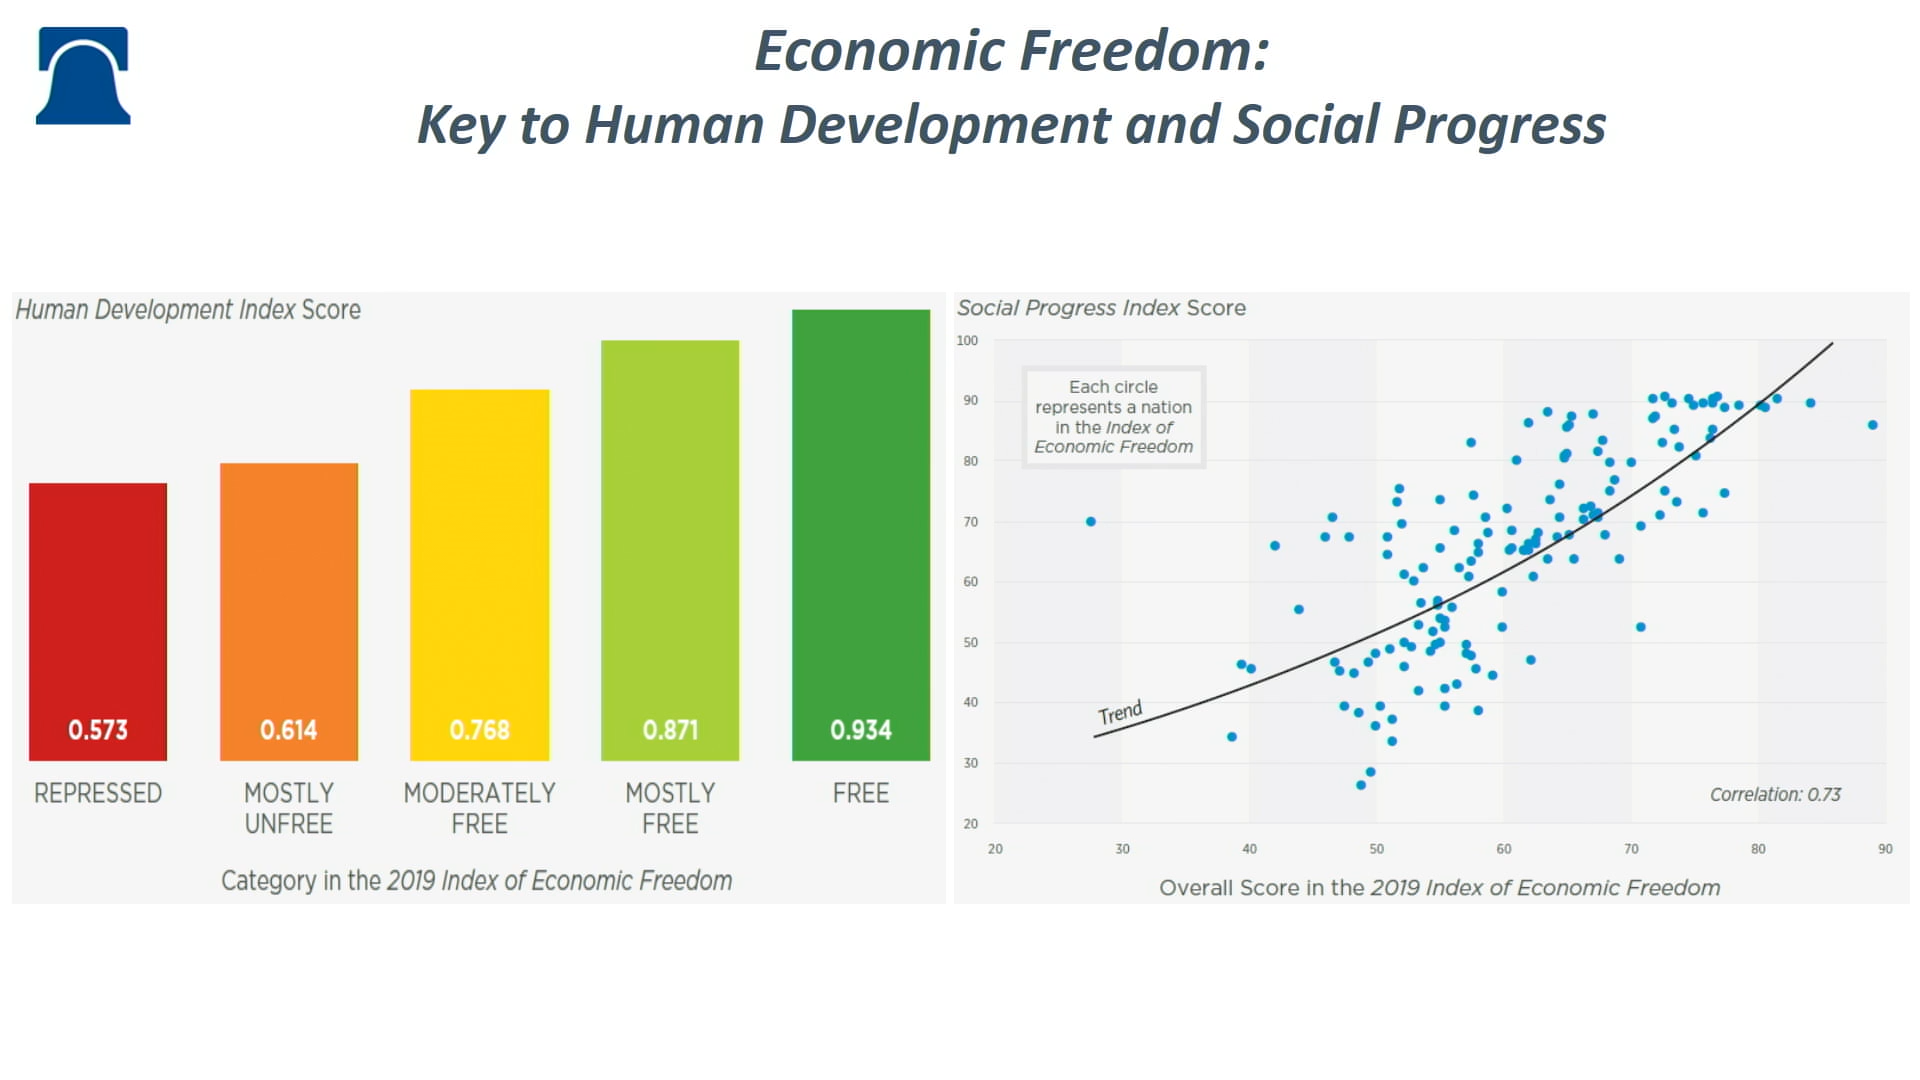 Economic Freedom:
Key to Human Development and Social Progress
Human Development Index Score
0.573
0.614
0.768
0.871
0.934
REPRESSED
MOSTLY
UNFREE
MODERATELY
FREE
MOSTLY
FREE
FREE
Category in the 2019 Index of Economic Freedom
Social Progress Index Score
100
90
80
70
60
50
40
30
20
Each circle
represents a nation
in the Index of
Economic Freedom
Trend
Correlation: 0.73
20 30 40 50 60 70 80 90
Overall Score in the 2019 Index of Economic Freedom